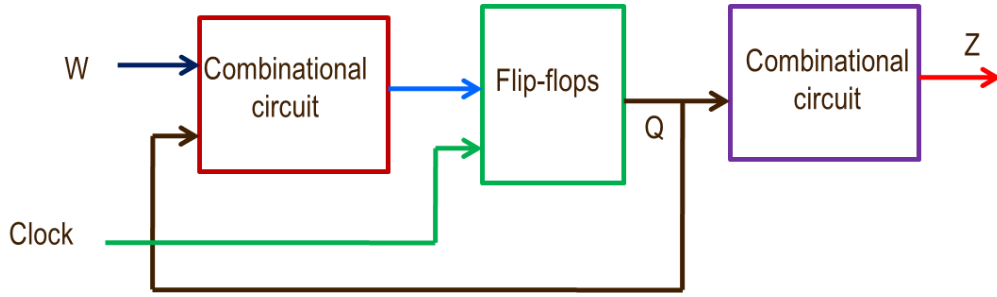 W
Combinational
circuit
Flip-flops
Q
Combinational
circuit
Z
Clock